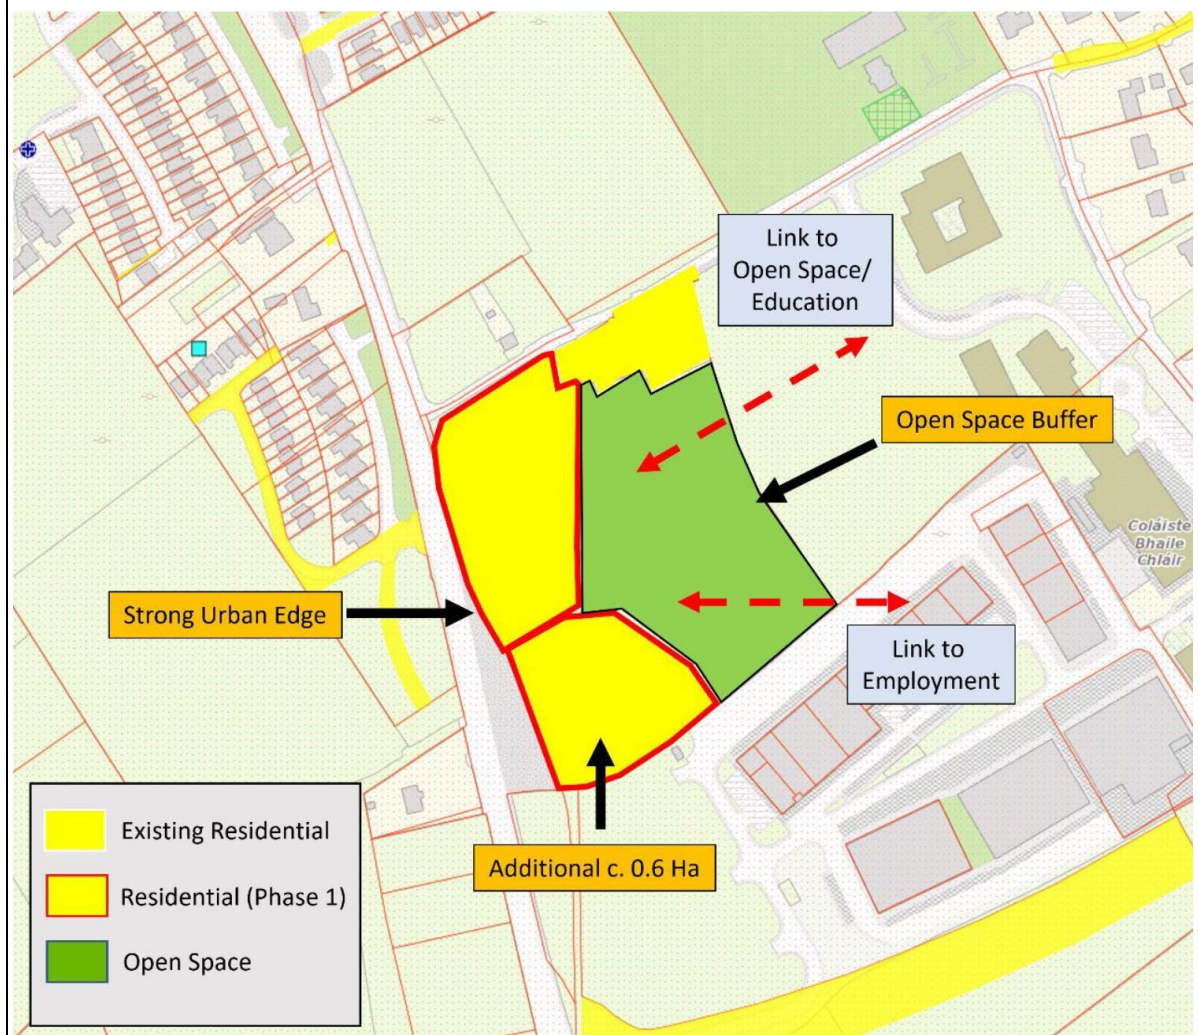 Link to
Open Space/
Education
Open Space Buffer
Coláiste
Bhaile
Chláir
Strong Urban Edge
Link to
Employment
Additional c. 0.6 Ha
Existing Residential
Residential (Phase 1)
Open Space